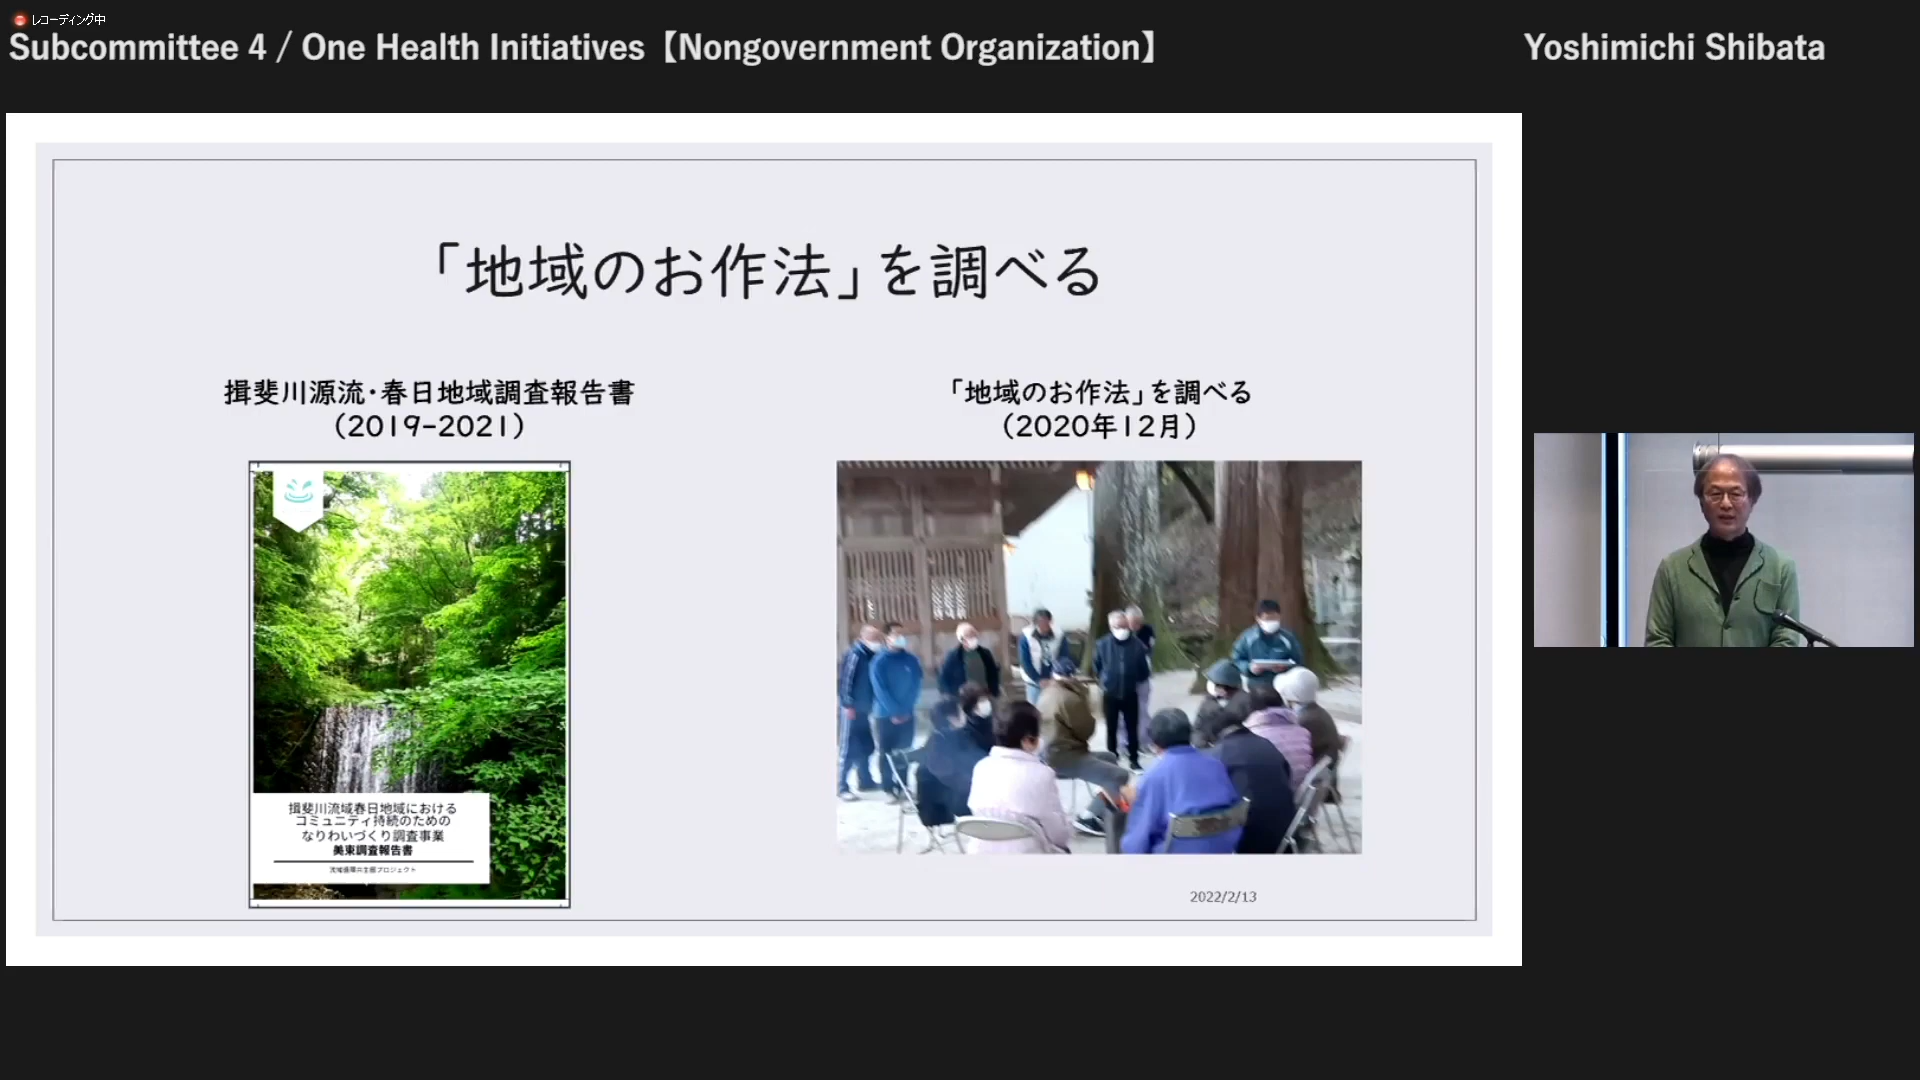 レコーディング中
Subcommittee 4 / One Health Initiatives【Nongovernment Organization】
Yoshimichi Shibata
「地域のお作法」を調べる
揖斐川源流・春日地域調査報告書
(2019-2021)
「地域のお作法」を調べる
(2020年12月)
揖斐川流域春日地域における
コミュニティ持続のための
なりわいづくり調査事業
美束調査報告書
2022/2/13